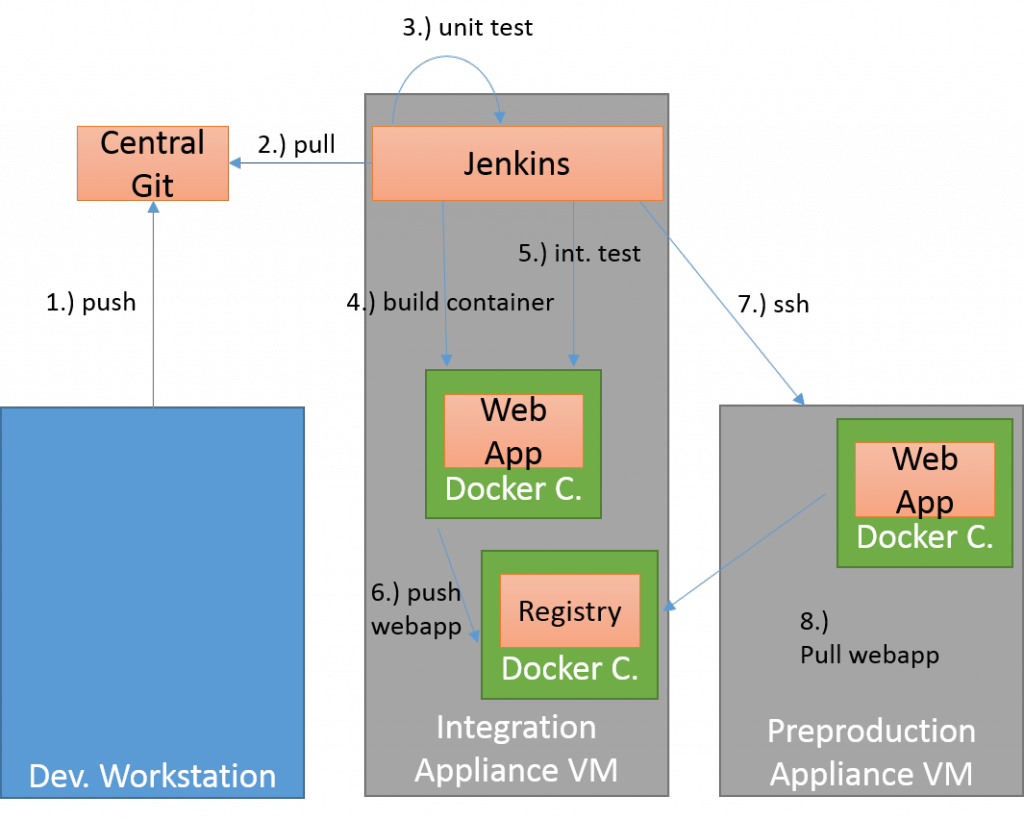 3.) unit test
Central
Git
2.) pull
Jenkins
5.) int. test
1.) push
4.) build container
7.) ssh
Web
App
Docker C.
Web
App
Docker C.
6.) push
webapp
Registry
Docker C.
8.)
Pull webapp
Integration
Appliance VM
Preproduction
Appliance VM
Dev. Workstation